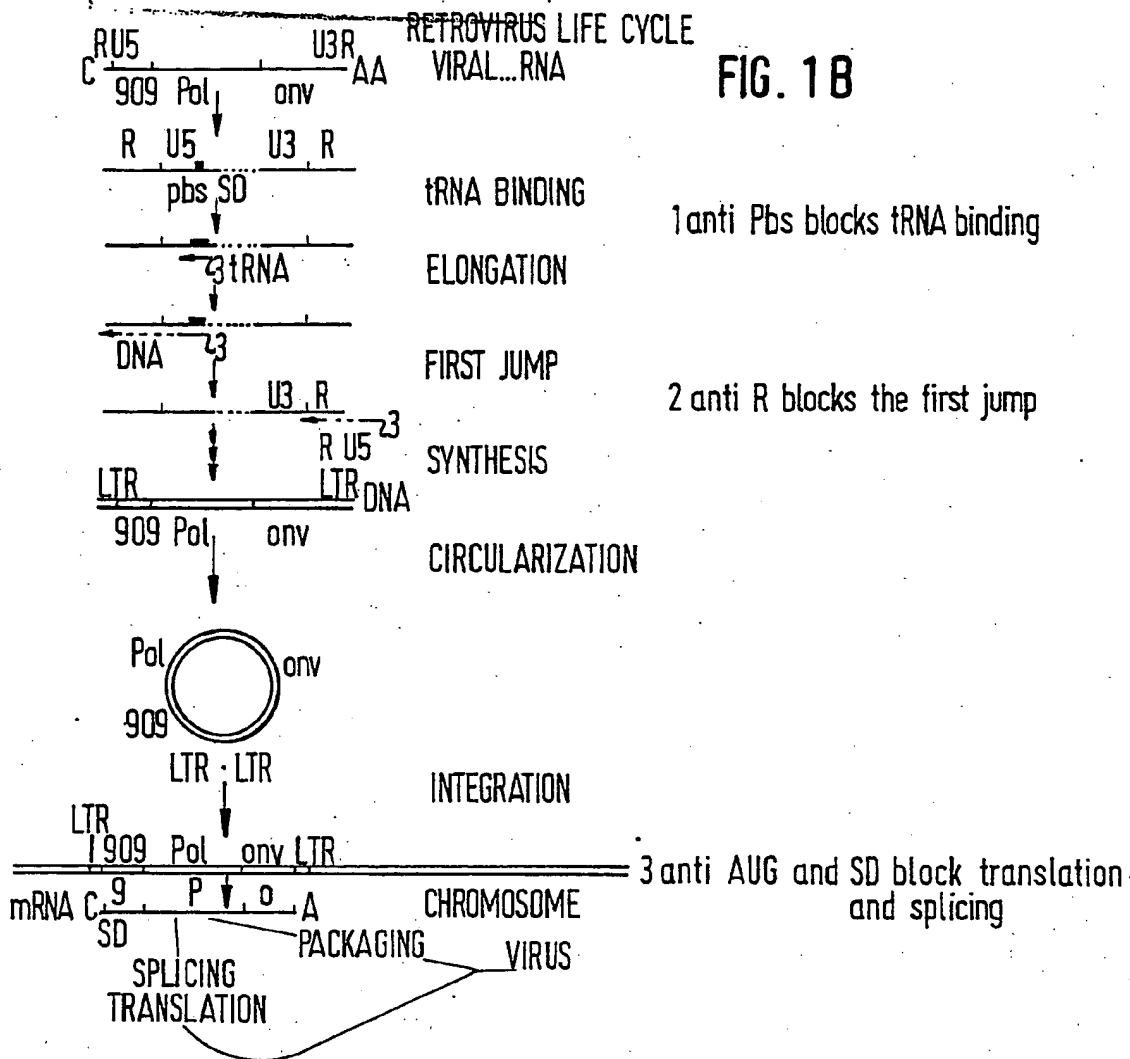 RETROVIRUS LIFE CYCLE
FIG. 1B
RU5 U3R
C AA VIRAL...RNA
909 Pol onv
R U5 U3 R
pbs SD
tRNA BINDING
1 anti Pbs blocks tRNA binding
3 tRNA
ELONGATION
DNA 3
FIRST JUMP
2 anti R blocks the first jump
U3 R
3
R U5
SYNTHESIS
LTR LTR DNA
909 Pol onv
CIRCULARIZATION
Pol onv
909
LTR · LTR
INTEGRATION
LTR
909 Pol onv LTR
3 anti AUG and SD block translation
and splicing
mRNA C 9 P o A
CHROMOSOME
SD
PACKAGING
VIRUS
SPLICING
TRANSLATION